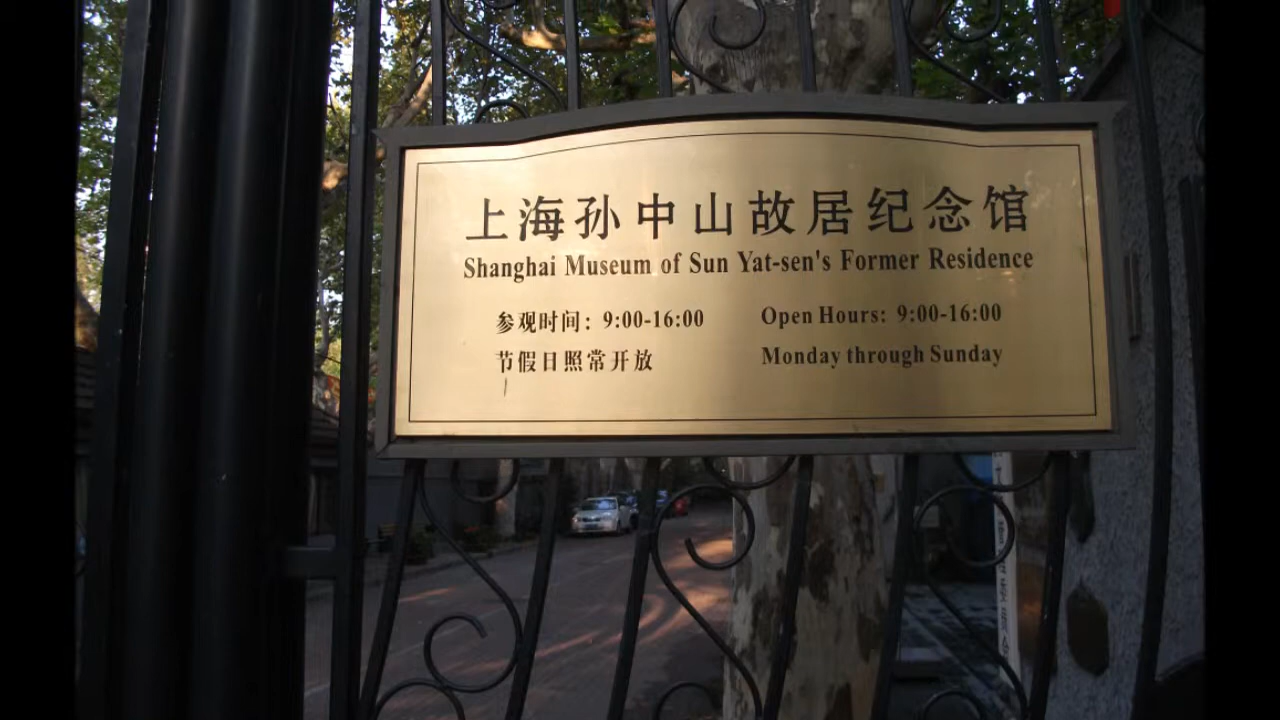 上海孙中山故居纪念馆
Shanghai Museum of Sun Yat-sen's Former Residence
参观时间：9:00-16:00
节假日照常开放
Open Hours: 9:00-16:00
Monday through Sunday